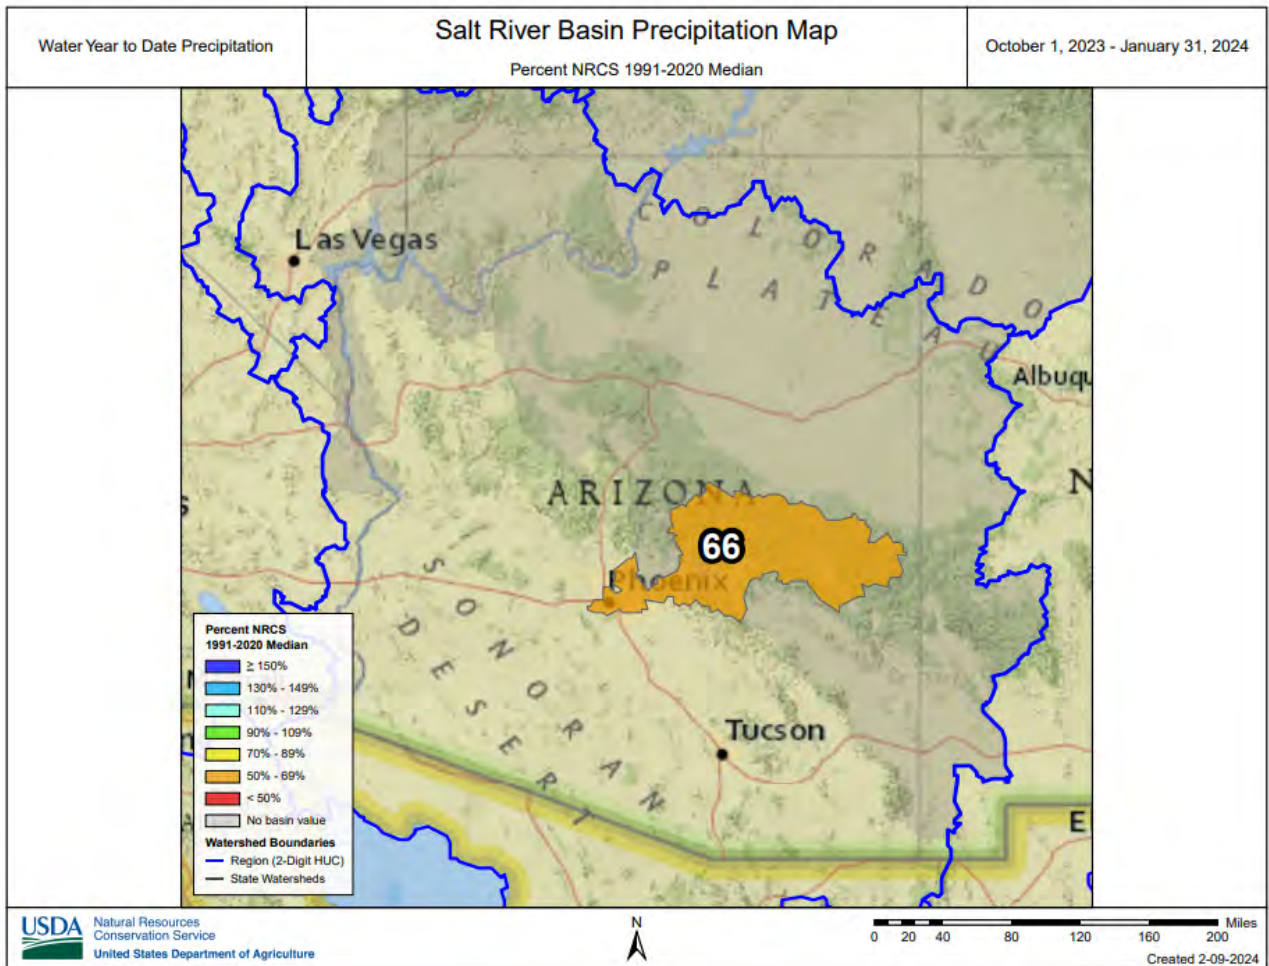 Water Year to Date Precipitation
Salt River Basin Precipitation Map
Percent NRCS 1991-2020 Median
October 1, 2023 - January 31, 2024
COLORADO
PLATEAU
Las Vegas
Albuqu
ARIZONA
N
66
Phoenix
SONORAN
DESERT
Tucson
E
Percent NRCS
1991-2020 Median
≥ 150%
130% - 149%
110% - 129%
90% - 109%
70% - 89%
50% - 69%
< 50%
No basin value
Watershed Boundaries
Region (2-Digit HUC)
State Watersheds
USDA
Natural Resources
Conservation Service
United States Department of Agriculture
N
0 20 40 80 120 160 200 Miles
Created 2-09-2024